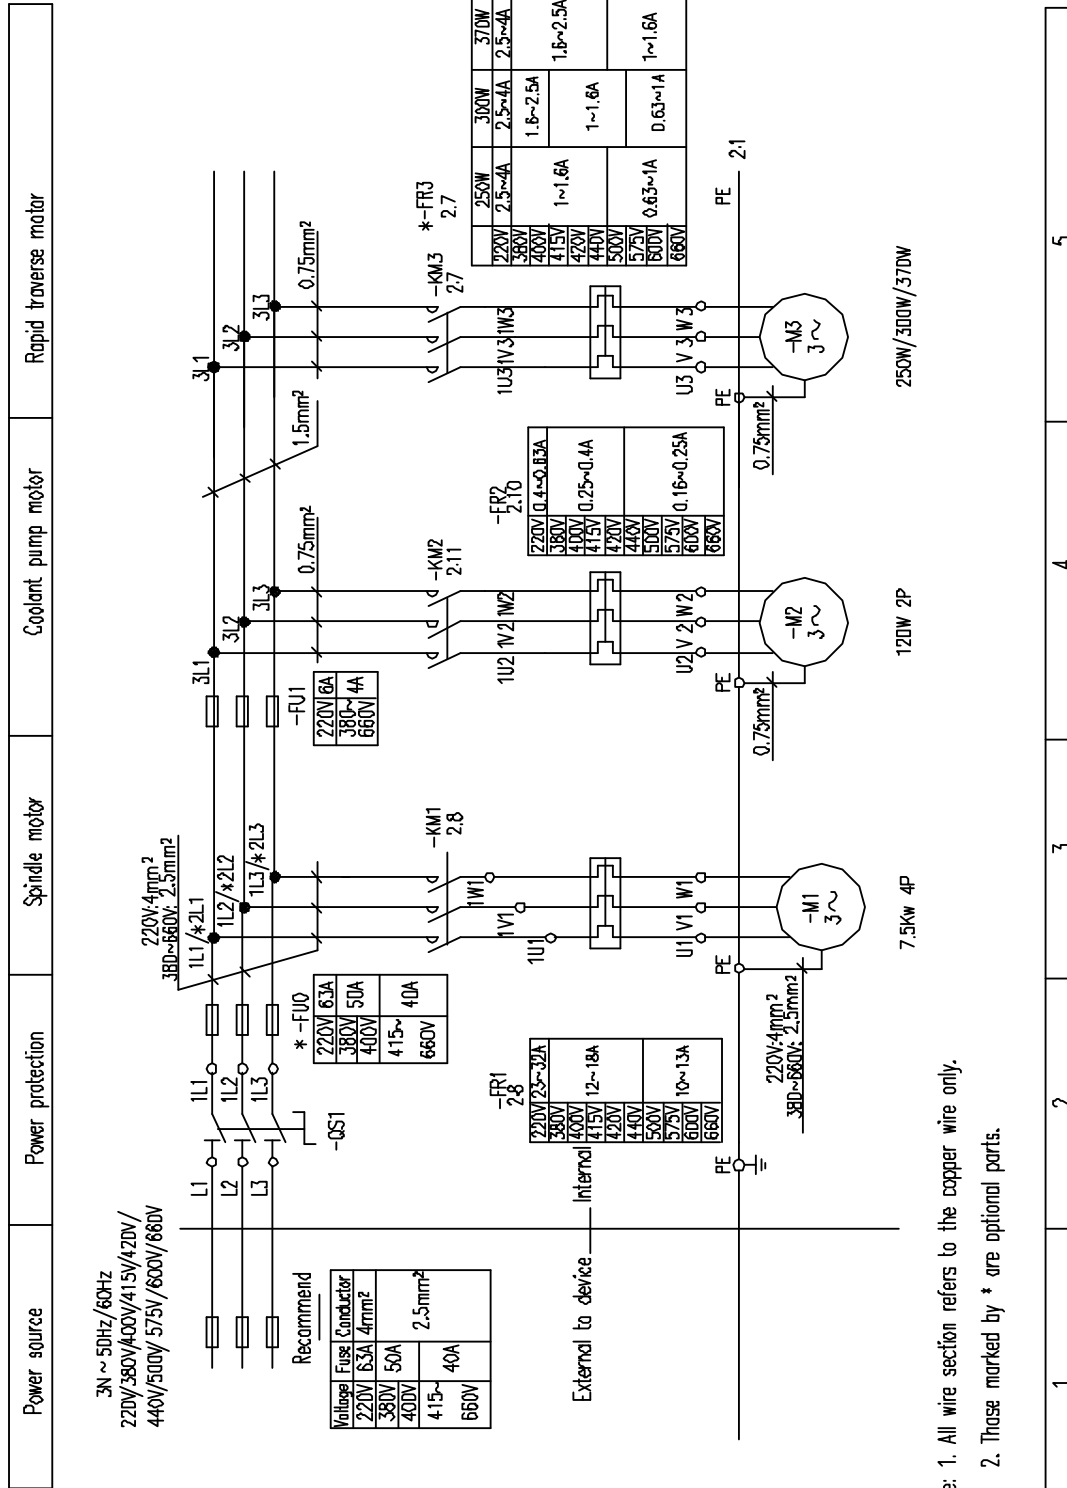 Power source
Power protection
Spindle motor
Coolant pump motor
Rapid traverse motor
3N ~ 50Hz/60Hz
220V/380V/400V/415V/420V/
440V/500V/ 575V/600V/660V
L1
L2
L3
1L1
1L2
1L3
-QS1
Recommend
Voltage Fuse Conductor
220V 63A 4mm²
380V 50A 2.5mm²
400V
415~ 40A
660V
External to device
Internal
* -FU0
220V 63A
380V 50A
400V
415~ 40A
660V
220V:4mm²
380~660V: 2.5mm²
1L1/*2L1
1L2/*2L2
1L3/*2L3
-KM1
2.8
1U1
1V1
1W1
-FR1
2.8
220V 23~32A
380V 12~18A
400V
415V
420V
440V
500V 10~13A
575V
600V
660V
U1 V1 W1
PE
PE
220V:4mm²
380~660V: 2.5mm²
-M1
3~
7.5Kw 4P
-FU1
220V 6A
380~ 4A
660V
3L1
3L2
3L3
0.75mm²
-KM2
2.11
1U2 1V2 1W2
-FR2
2.10
220V 0.4~0.63A
380V 0.25~0.4A
400V
415V
420V
440V 0.16~0.25A
500V
575V
600V
660V
U2 V2 W2
PE
0.75mm²
-M2
3~
120W 2P
1.5mm²
3L1
3L2
3L3
0.75mm²
-KM3
2.7
1U3 1V3 1W3
*-FR3
2.7
250W 300W 370W
220V 2.5~4A 2.5~4A 2.5~4A
380V 1~1.6A 1.6~2.5A 1.6~2.5A
400V
415V 1~1.6A
420V
440V
500V 0.63~1A 1~1.6A
575V 0.63~1A
600V
660V
U3 V3 W3
PE
0.75mm²
-M3
3~
250W/300W/370W
PE 2.1
1. All wire section refers to the copper wire only.
2. Those marked by * are optional parts.
1
2
3
4
5